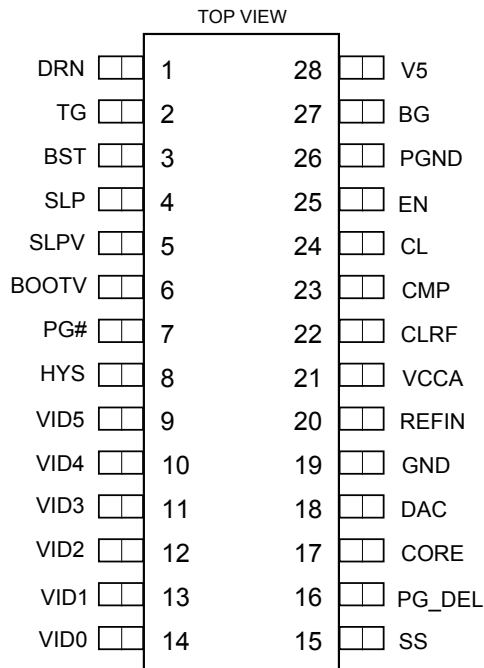 TOP VIEW
DRN 1 28 V5
TG 2 27 BG
BST 3 26 PGND
SLP 4 25 EN
SLPV 5 24 CL
BOOTV 6 23 CMP
PG# 7 22 CLRF
HYS 8 21 VCCA
VID5 9 20 REFIN
VID4 10 19 GND
VID3 11 18 DAC
VID2 12 17 CORE
VID1 13 16 PG_DEL
VID0 14 15 SS